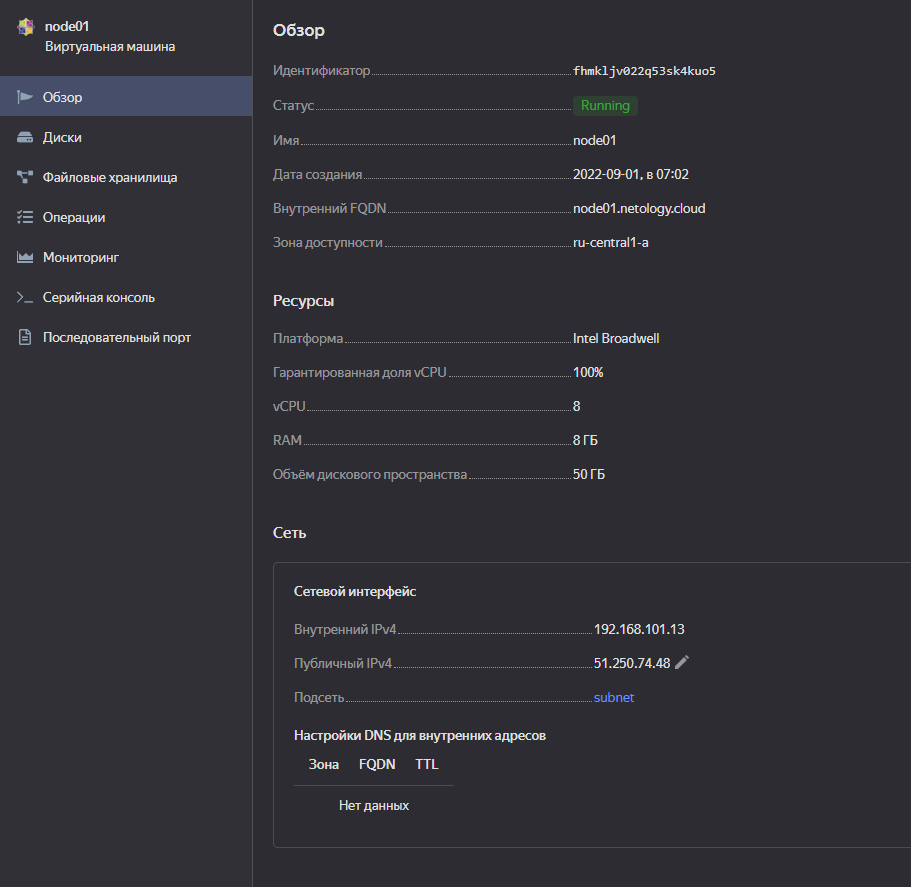 node01
Виртуальная машина
Обзор
Диски
Файловые хранилища
Операции
Мониторинг
Серийная консоль
Последовательный порт
Обзор
Идентификатор fhmkljv022q53sk4kuo5
Статус Running
Имя node01
Дата создания 2022-09-01, в 07:02
Внутренний FQDN node01.netology.cloud
Зона доступности ru-central1-a
Ресурсы
Платформа Intel Broadwell
Гарантированная доля vCPU 100%
vCPU 8
RAM 8 ГБ
Объём дискового пространства 50 ГБ
Сеть
Сетевой интерфейс
Внутренний IPv4 192.168.101.13
Публичный IPv4 51.250.74.48
Подсеть subnet
Настройки DNS для внутренних адресов
Зона FQDN TTL
Нет данных